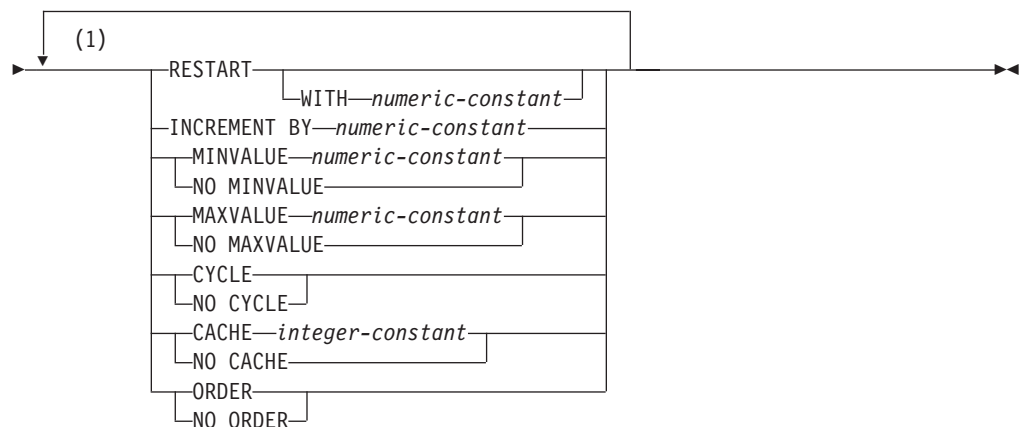 (1)
RESTART
WITH numeric-constant
INCREMENT BY numeric-constant
MINVALUE numeric-constant
NO MINVALUE
MAXVALUE numeric-constant
NO MAXVALUE
CYCLE
NO CYCLE
CACHE integer-constant
NO CACHE
ORDER
NO ORDER